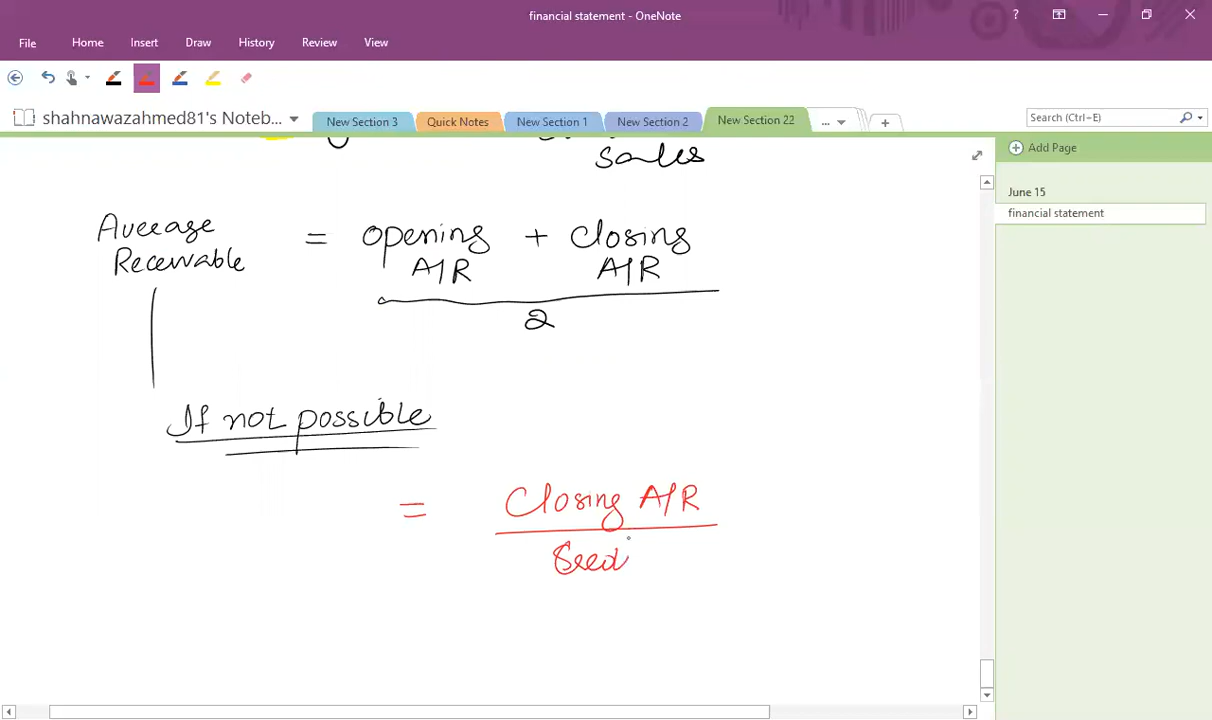 financial statement - OneNote
?
File Home Insert Draw History Review View
shahnawazahmed81's Noteb... New Section 3 Quick Notes New Section 1 New Section 2 New Section 22 ... Search (Ctrl+E)
Add Page
June 15
financial statement
sales
Average = opening + closing
Receivable A/R A/R
2
If not possible
= Closing A/R